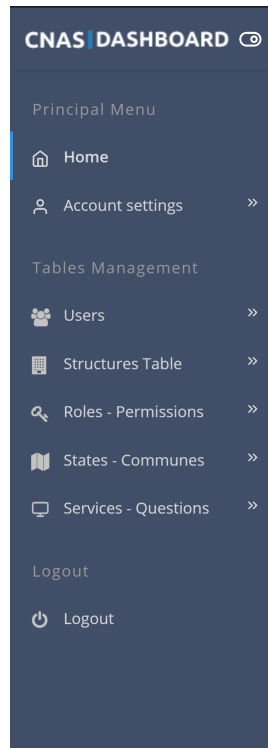 CNAS|DASHBOARD
Principal Menu
Home
Account settings
Tables Management
Users
Structures Table
Roles - Permissions
States - Communes
Services - Questions
Logout
Logout